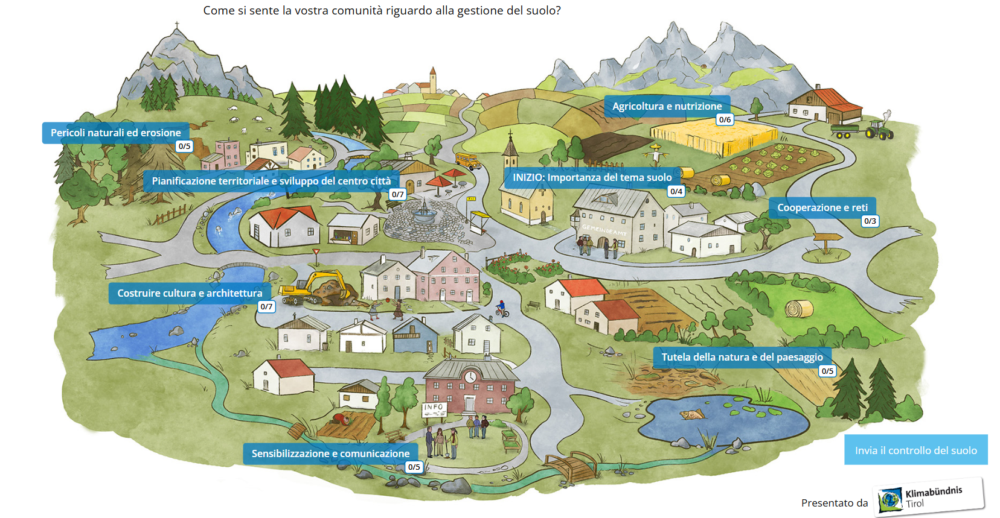 Come si sente la vostra comunità riguardo alla gestione del suolo?
Agricoltura e nutrizione
0/6
Pericoli naturali ed erosione
0/5
Pianificazione territoriale e sviluppo del centro città
0/7
INIZIO: Importanza del tema suolo
0/4
Cooperazione e reti
0/3
GEMEINDEAMT
Costruire cultura e architettura
0/7
Tutela della natura e del paesaggio
0/5
INFO
Sensibilizzazione e comunicazione
0/5
Invia il controllo del suolo
Presentato da
Klimabündnis
Tirol